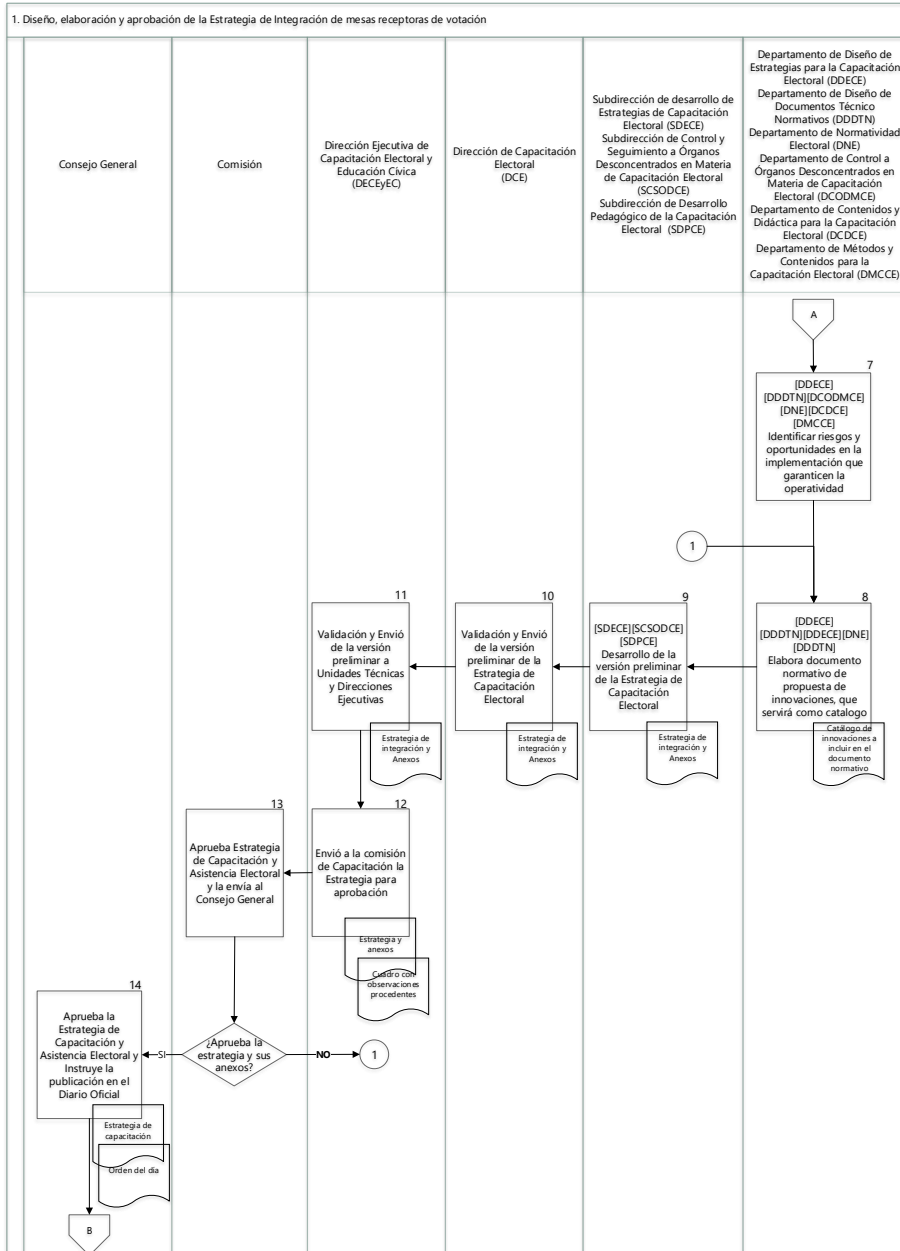 1. Diseño, elaboración y aprobación de la Estrategia de Integración de mesas receptoras de votación
Consejo General
Comisión
Dirección Ejecutiva de
Capacitación Electoral y
Educación Cívica
(DECEyEC)
Dirección de Capacitación
Electoral
(DCE)
Subdirección de desarrollo de
Estrategias de Capacitación
Electoral (SDECE)
Subdirección de Control y
Seguimiento a Órganos
Desconcentrados en Materia
de Capacitación Electoral
(SCSODCE)
Subdirección de Desarrollo
Pedagógico de la Capacitación
Electoral (SDPCE)
Departamento de Diseño de
Estrategias para la Capacitación
Electoral (DDECE)
Departamento de Diseño de
Documentos Técnico
Normativos (DDDTN)
Departamento de Normatividad
Electoral (DNE)
Departamento de Control a
Órganos Desconcentrados en
Materia de Capacitación
Electoral (DCODMCE)
Departamento de Contenidos y
Didáctica para la Capacitación
Electoral (DCDCE)
Departamento de Métodos y
Contenidos para la
Capacitación Electoral (DMCCE)
A
7
[DDECE]
[DDDTN][DCODMCE]
[DNE][DCDCE]
[DMCCE]
Identificar riesgos y
oportunidades en la
implementación que
garanticen la
operatividad
1
8
[DDECE]
[DDDTN][DDECE][DNE]
[DDDTN]
Elabora documento
normativo de
propuesta de
innovaciones, que
servirá como catalogo
Catálogo de
innovaciones a
incluir en el
documento
normativo
9
[SDECE][SCSODCE]
[SDPCE]
Desarrollo de la
versión preliminar
de la Estrategia de
Capacitación
Electoral
Estrategia de
integración y
Anexos
10
Validación y Envió
de la versión
preliminar de la
Estrategia de
Capacitación
Electoral
Estrategia de
integración y
Anexos
11
Validación y Envió
de la versión
preliminar a
Unidades Técnicas
y Direcciones
Ejecutivas
Estrategia de
integración y
Anexos
12
Envió a la comisión
de Capacitación la
Estrategia para
aprobación
Estrategia y
anexos
Cuadro con
observaciones
procedentes
13
Aprueba Estrategia
de Capacitación y
Asistencia Electoral
y la envía al
Consejo General
¿Aprueba la
estrategia y sus
anexos?
NO
1
SI
14
Aprueba la
Estrategia de
Capacitación y
Asistencia Electoral y
Instruye la
publicación en el
Diario Oficial
Estrategia de
capacitación
Orden del día
B